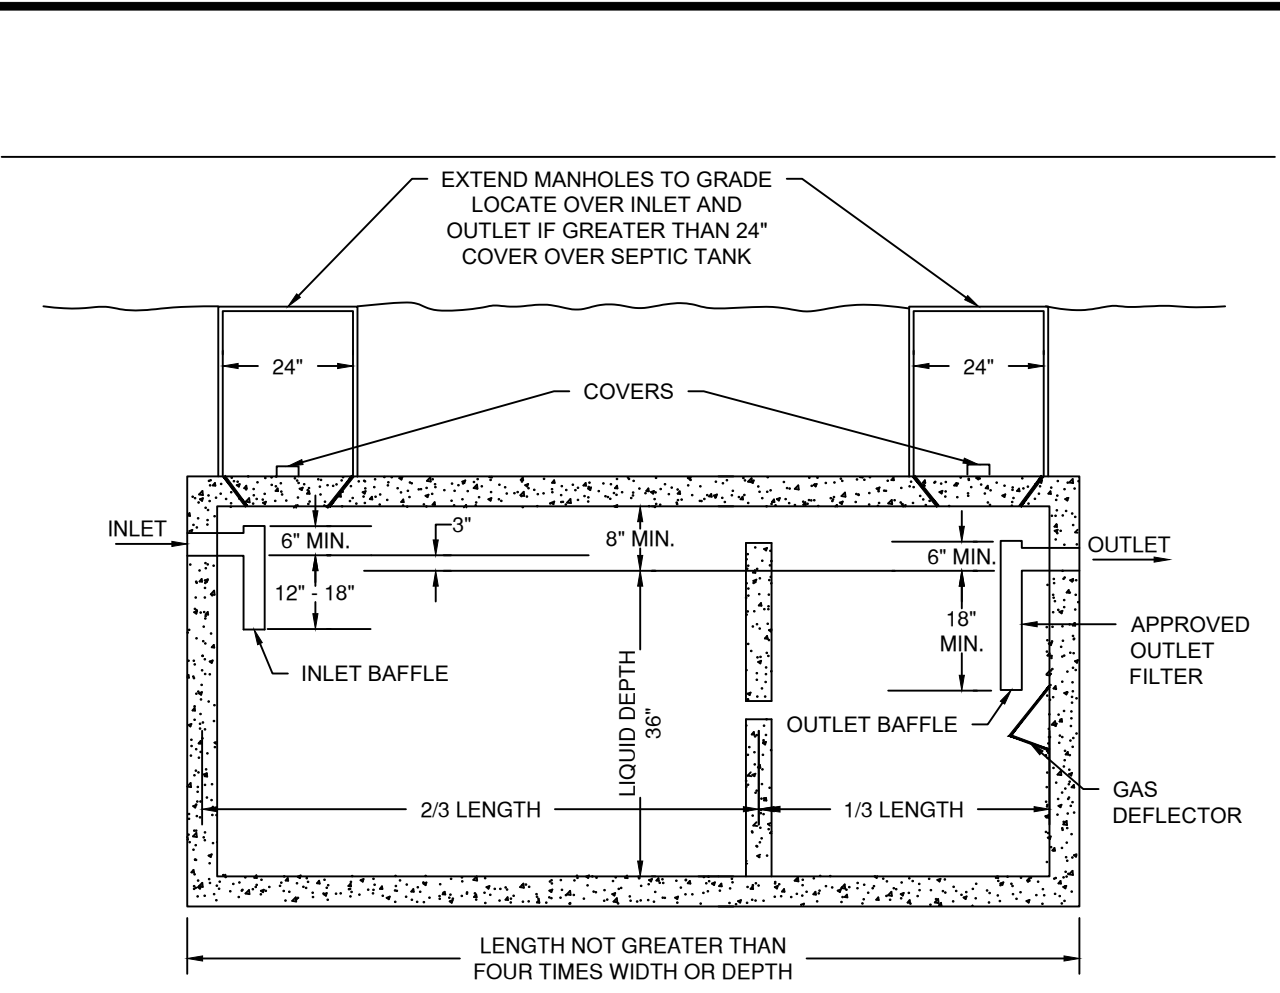 EXTEND MANHOLES TO GRADE
LOCATE OVER INLET AND
OUTLET IF GREATER THAN 24"
COVER OVER SEPTIC TANK
24"
24"
COVERS
INLET
6" MIN.
3"
8" MIN.
6" MIN.
OUTLET
12" - 18"
18"
MIN.
APPROVED
OUTLET
FILTER
INLET BAFFLE
LIQUID DEPTH
36"
OUTLET BAFFLE
GAS
DEFLECTOR
2/3 LENGTH
1/3 LENGTH
LENGTH NOT GREATER THAN
FOUR TIMES WIDTH OR DEPTH